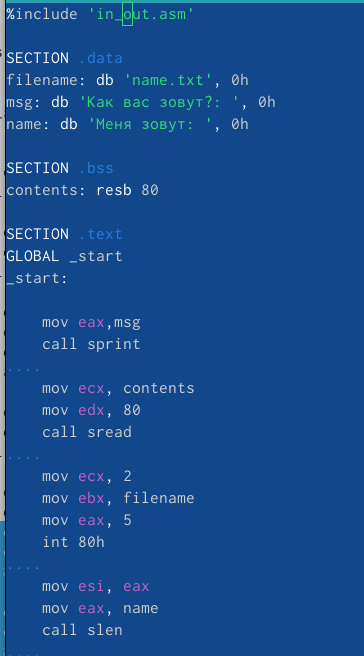 %include 'in_out.asm'
SECTION .data
filename: db 'name.txt', 0h
msg: db 'Как вас зовут?: ', 0h
name: db 'Меня зовут: ', 0h
SECTION .bss
contents: resb 80
SECTION .text
GLOBAL _start
_start:
mov eax,msg
call sprint
....
mov ecx, contents
mov edx, 80
call sread
....
mov ecx, 2
mov ebx, filename
mov eax, 5
int 80h
....
mov esi, eax
mov eax, name
call slen
....